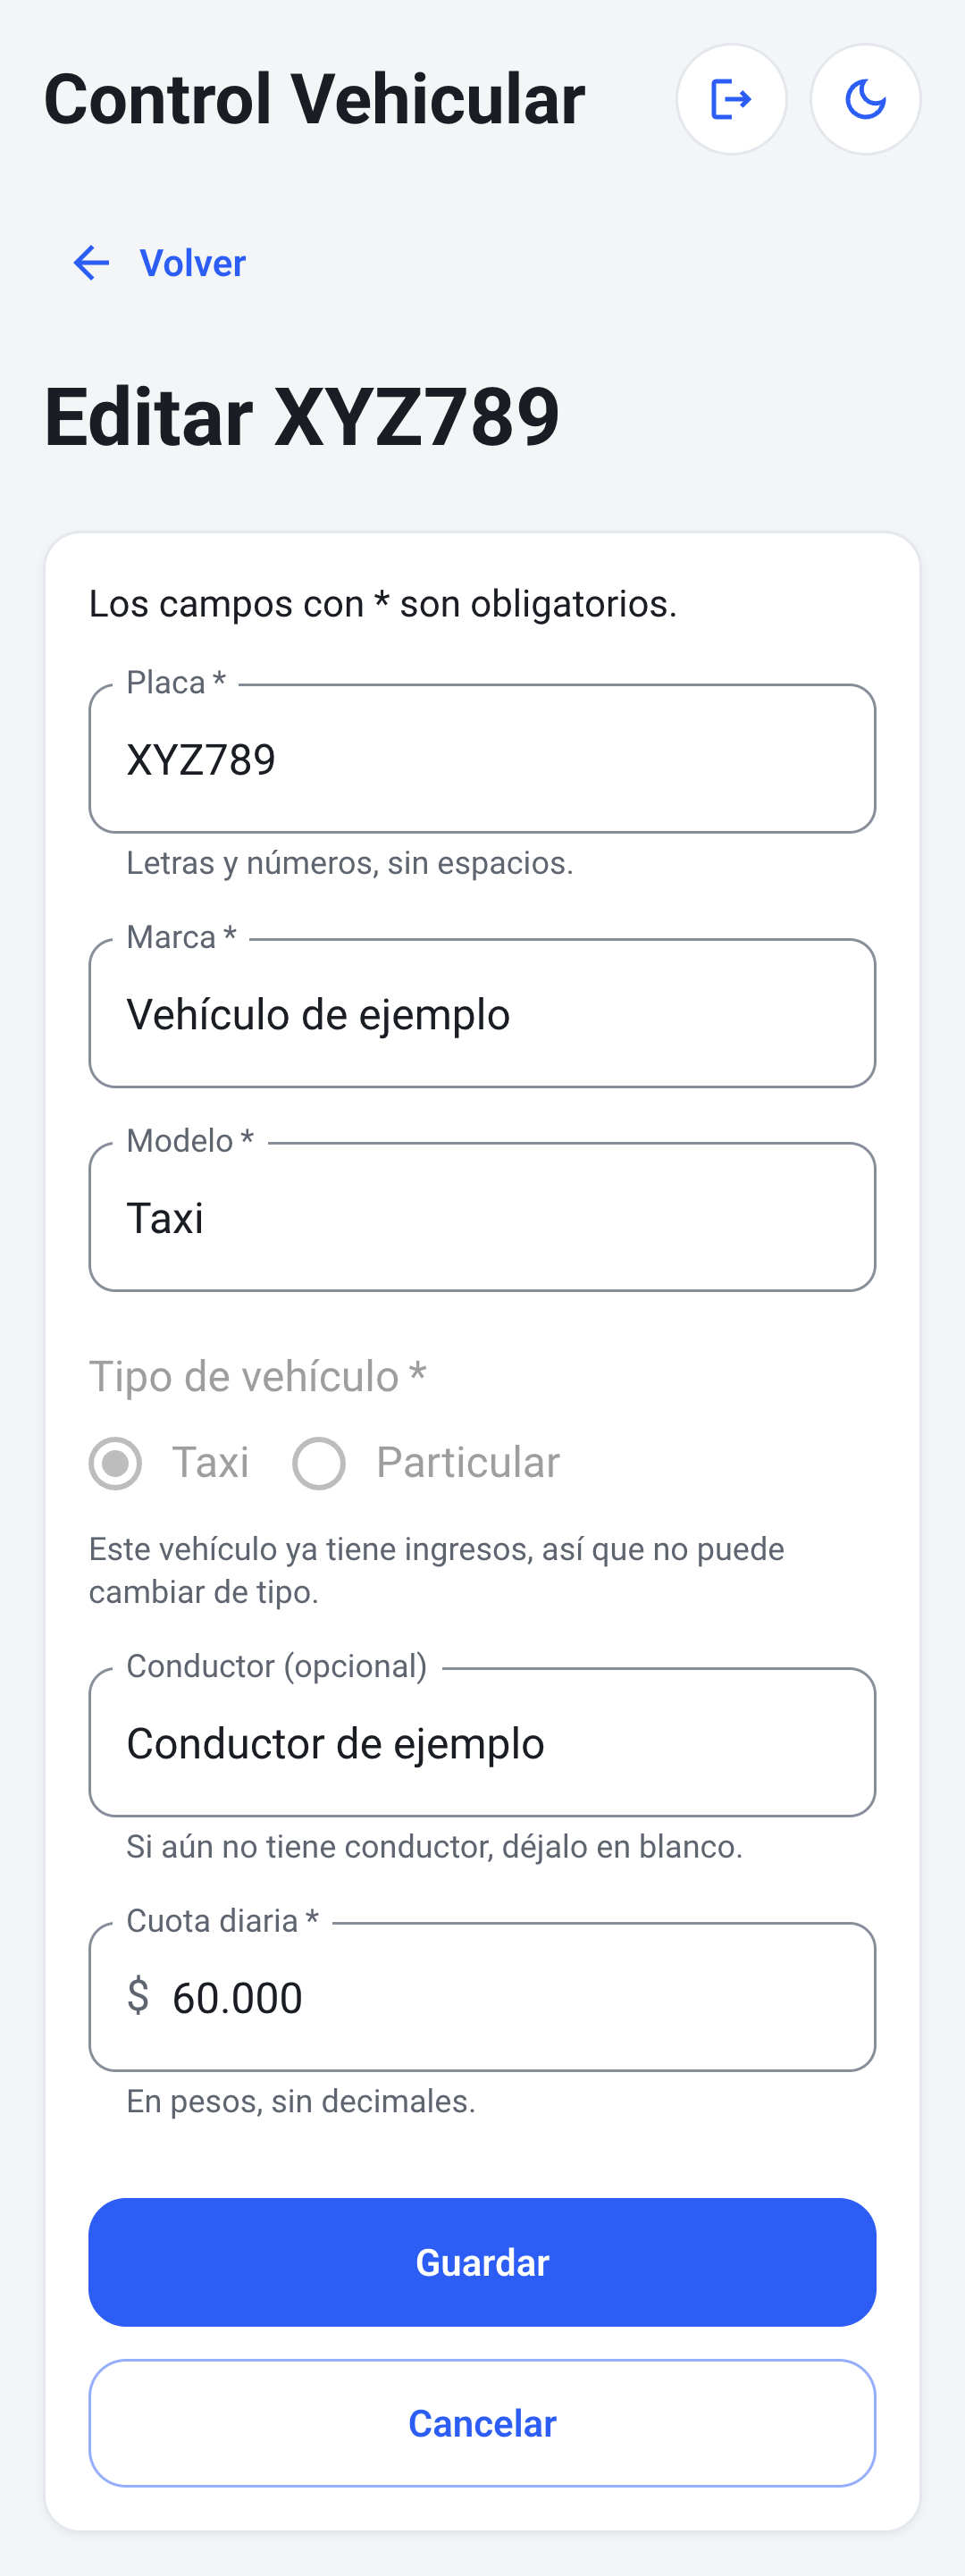 Control Vehicular
Volver
Editar XYZ789
Los campos con * son obligatorios.
Placa *
XYZ789
Letras y números, sin espacios.
Marca *
Vehículo de ejemplo
Modelo *
Taxi
Tipo de vehículo *
Taxi Particular
Este vehículo ya tiene ingresos, así que no puede
cambiar de tipo.
Conductor (opcional)
Conductor de ejemplo
Si aún no tiene conductor, déjalo en blanco.
Cuota diaria *
$ 60.000
En pesos, sin decimales.
Guardar
Cancelar